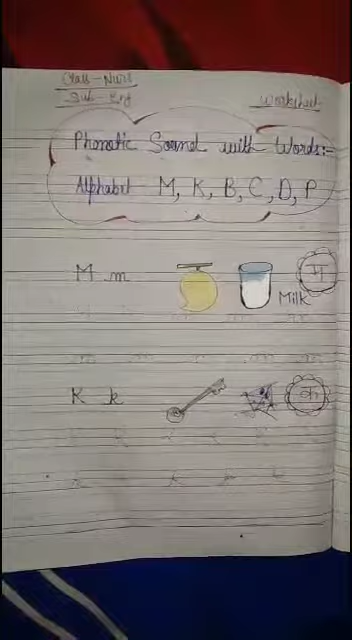 Class - Nurs
Sub - Eng
Worksheet
Phonetic Sound with Words:-
Alphabet M, K, B, C, D, P
M m
Milk
म
K k
क